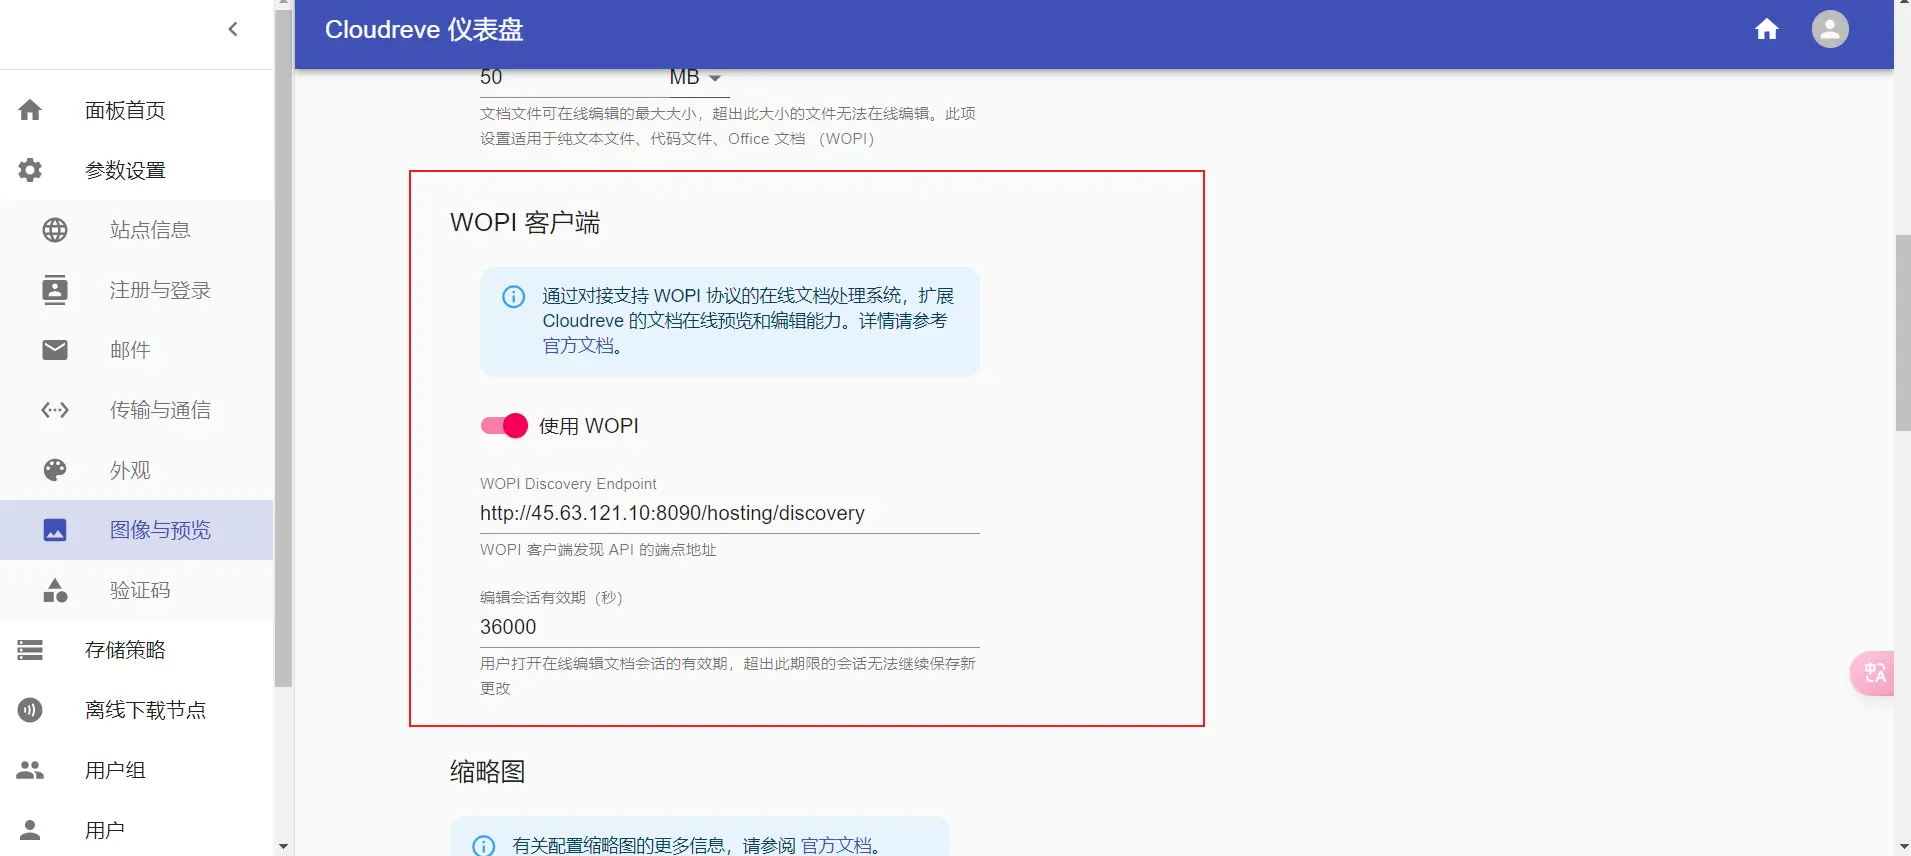 Cloudreve 仪表盘
面板首页
参数设置
站点信息
注册与登录
邮件
传输与通信
外观
图像与预览
验证码
存储策略
离线下载节点
用户组
用户
50 MB
文档文件可在线编辑的最大大小，超出此大小的文件无法在线编辑。此项
设置适用于纯文本文件、代码文件、Office 文档 （WOPI）
WOPI 客户端
通过对接支持 WOPI 协议的在线文档处理系统，扩展
Cloudreve 的文档在线预览和编辑能力。详情请参考
官方文档。
使用 WOPI
WOPI Discovery Endpoint
http://45.63.121.10:8090/hosting/discovery
WOPI 客户端发现 API 的端点地址
编辑会话有效期（秒）
36000
用户打开在线编辑文档会话的有效期，超出此期限的会话无法继续保存新
更改
缩略图
有关配置缩略图的更多信息，请参阅 官方文档。
中A